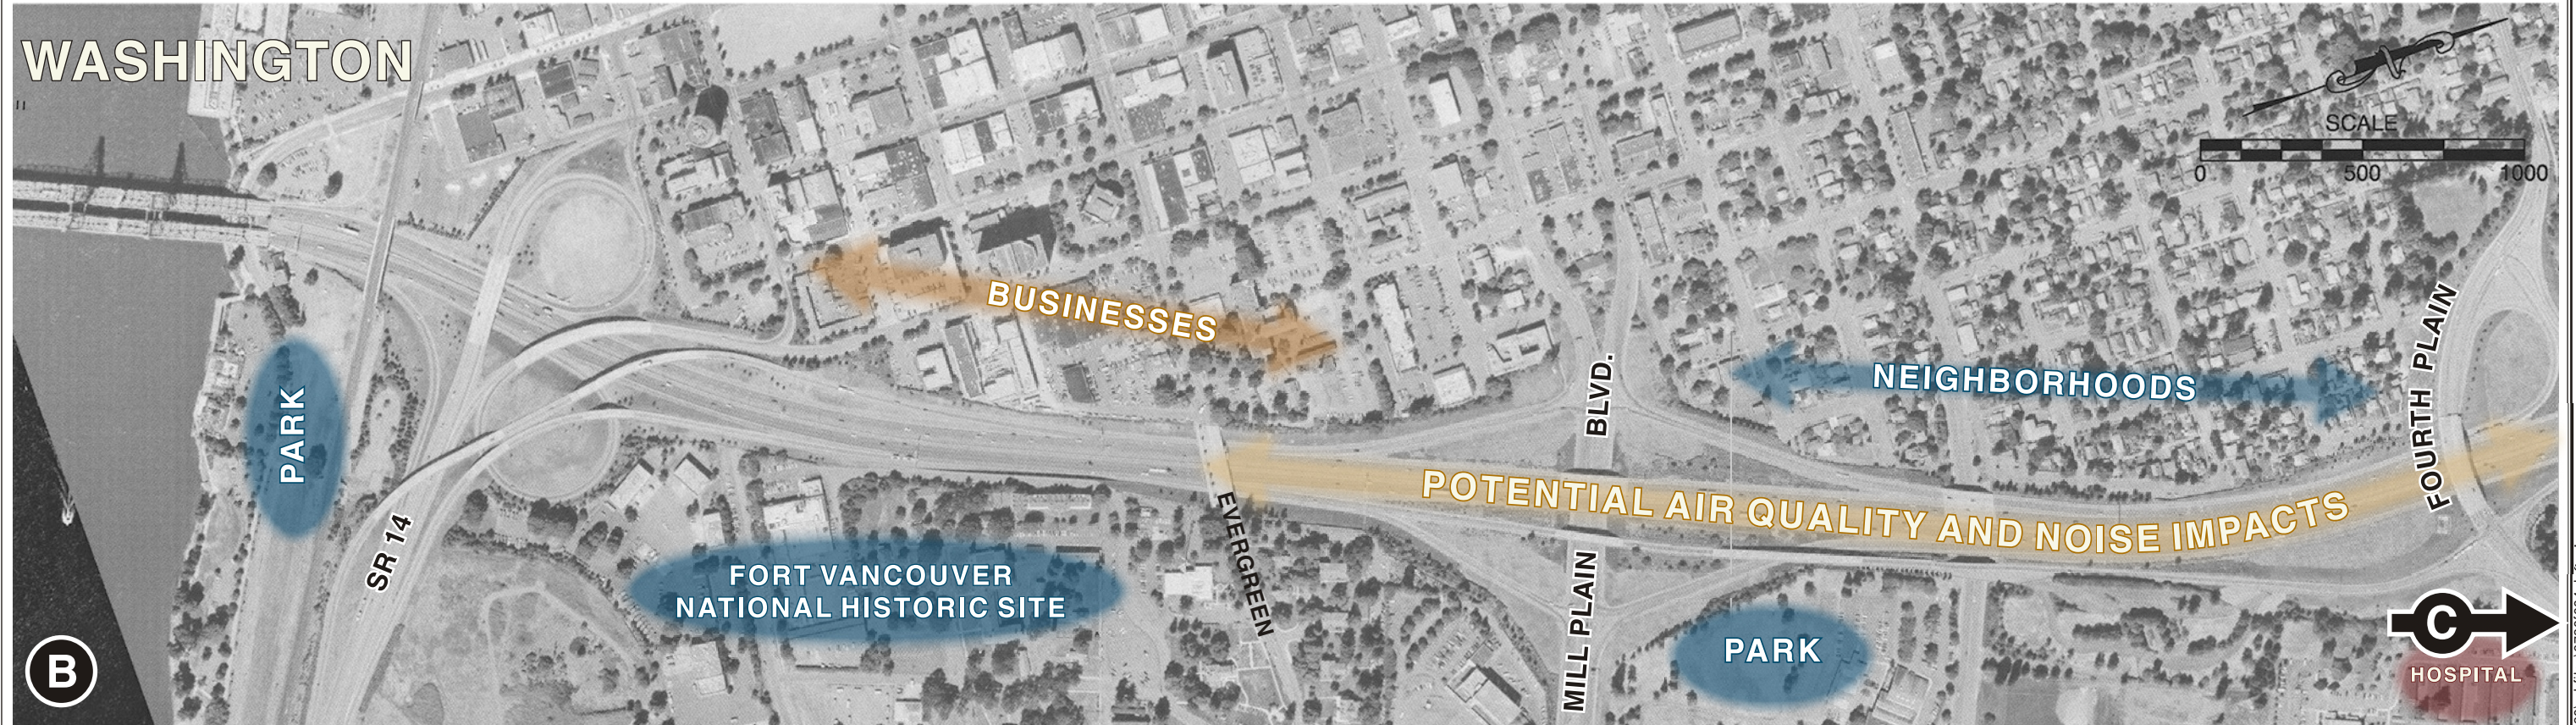 WASHINGTON
N
SCALE
0 500 1000
BUSINESSES
NEIGHBORHOODS
PARK
SR 14
FORT VANCOUVER
NATIONAL HISTORIC SITE
EVERGREEN
MILL PLAIN BLVD.
FOURTH PLAIN
POTENTIAL AIR QUALITY AND NOISE IMPACTS
PARK
B
C
HOSPITAL